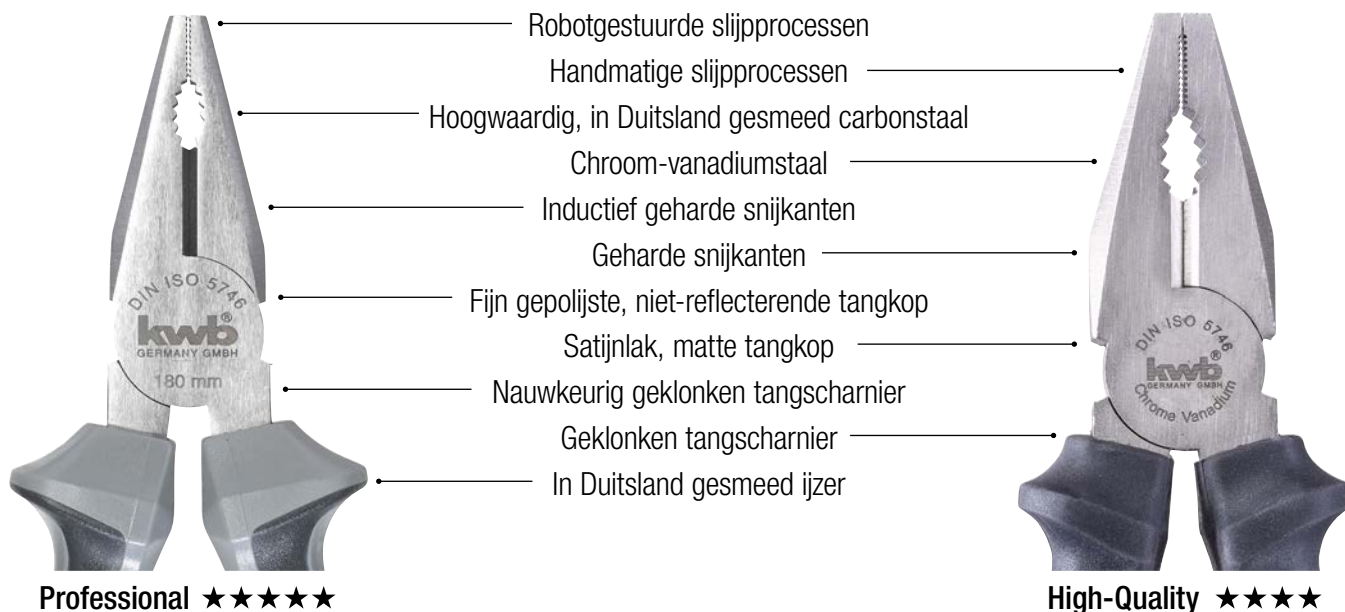 Robotgestuurde slijpprocessen
Handmatige slijpprocessen
Hoogwaardig, in Duitsland gesmeed carbonstaal
Chroom-vanadiumstaal
Inductief geharde snijkanten
Geharde snijkanten
Fijn gepolijste, niet-reflecterende tangkop
Satijnlak, matte tangkop
Nauwkeurig geklonken tangscharnier
Geklonken tangscharnier
In Duitsland gesmeed ijzer
DIN ISO 5746
kwb®
GERMANY GMBH
180 mm
DIN ISO 5746
kwb®
GERMANY GMBH
Chrome Vanadium
Professional ★★★★★
High-Quality ★★★★